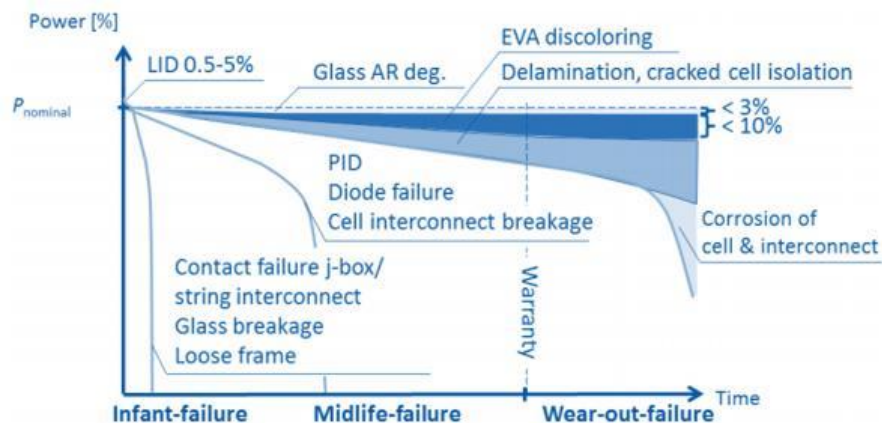 Power [%]
LID 0.5-5%
EVA discoloring
Glass AR deg.
Delamination, cracked cell isolation
Pnominal
< 3%
< 10%
PID
Diode failure
Cell interconnect breakage
Corrosion of
cell & interconnect
Contact failure j-box/
string interconnect
Glass breakage
Loose frame
Warranty
Time
Infant-failure
Midlife-failure
Wear-out-failure